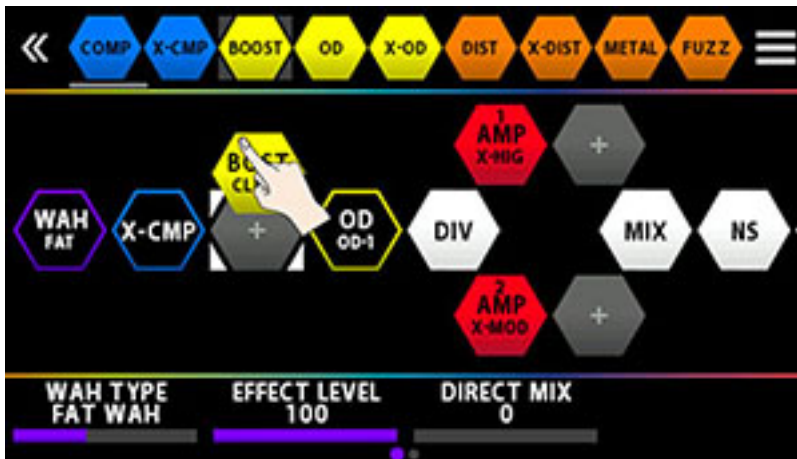 COMP X-CMP BOOST OD X-OD DIST X-DIST METAL FUZZ
1
AMP
X-HIG
+
WAH
FAT
X-CMP
+
OD
OD-1
DIV
MIX
NS
2
AMP
X-MOD
+
WAH TYPE
FAT WAH
EFFECT LEVEL
100
DIRECT MIX
0